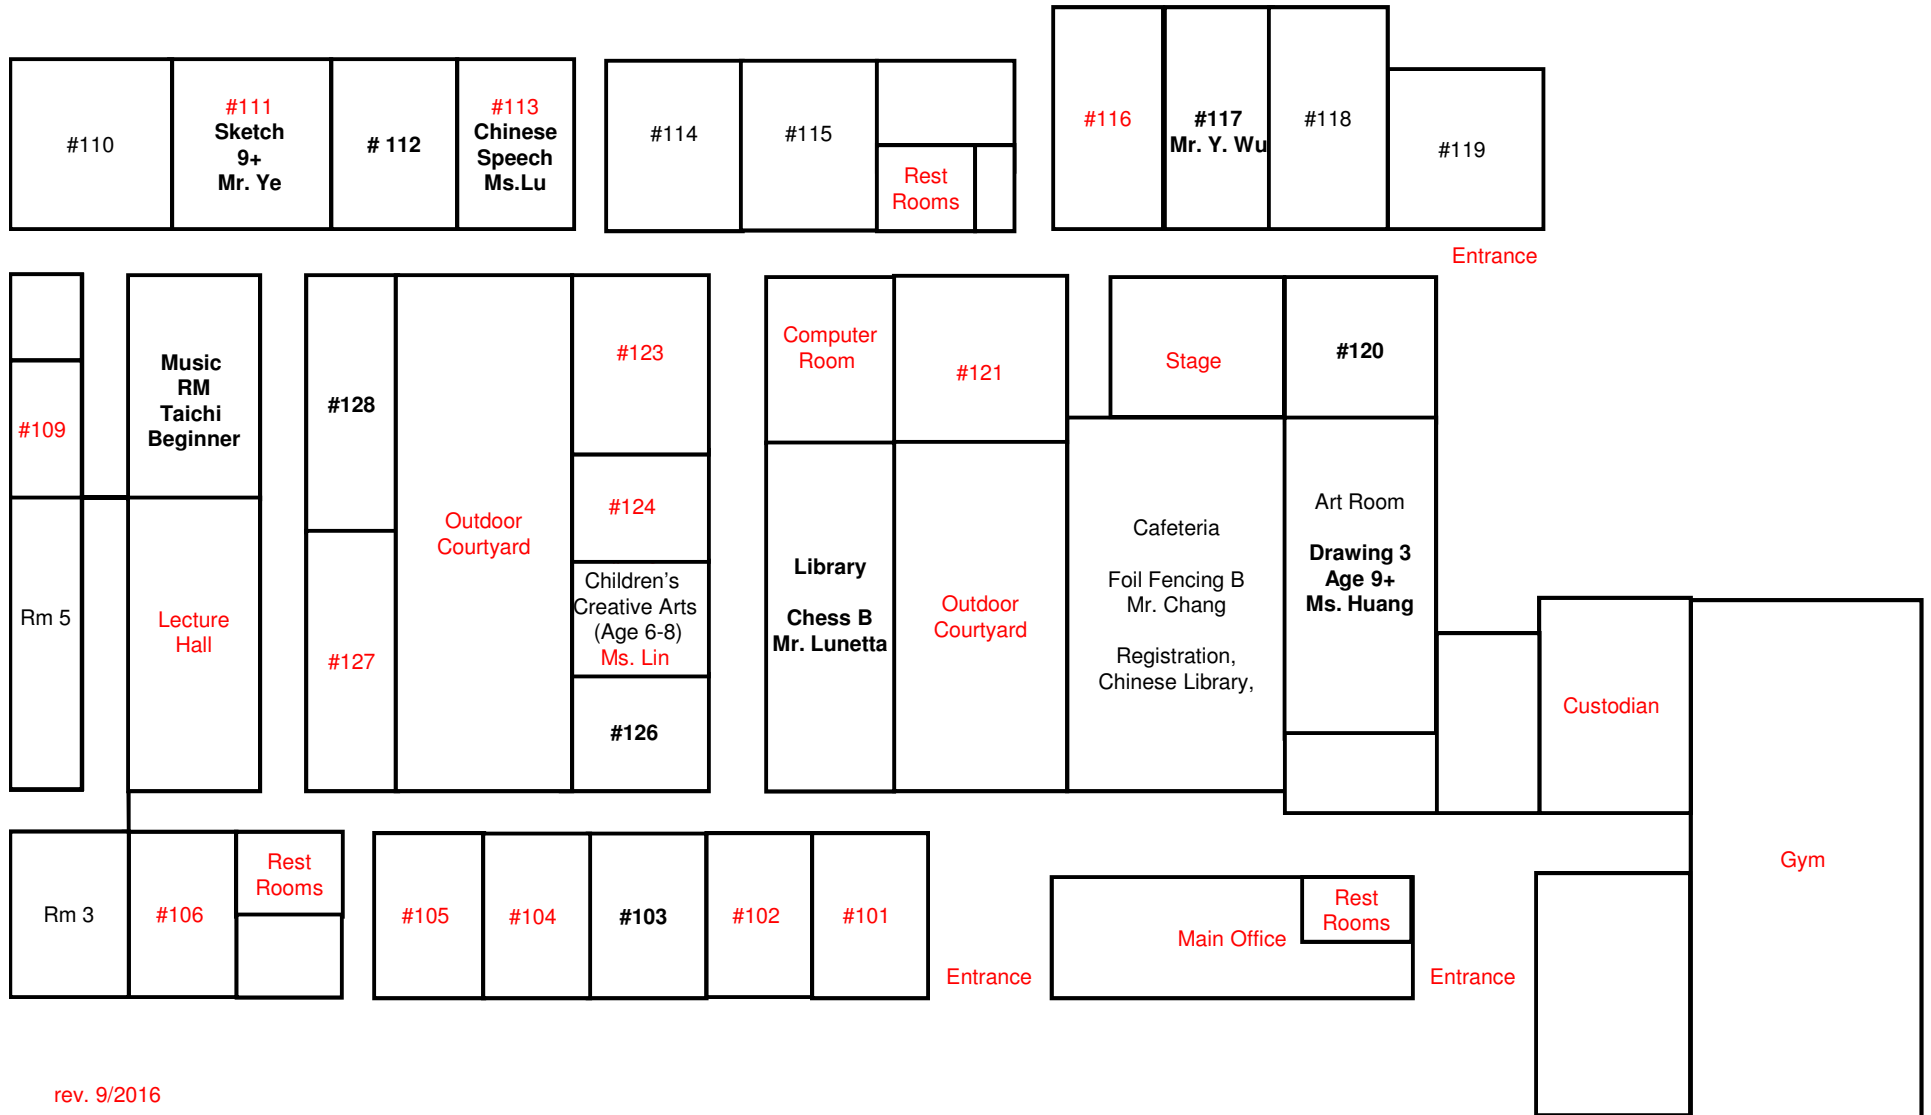 #110
#111
Sketch
9+
Mr. Ye
# 112
#113
Chinese
Speech
Ms.Lu
#114
#115
Rest
Rooms
#116
#117
Mr. Y. Wu
#118
#119
Entrance
#109
Music
RM
Taichi
Beginner
#128
Outdoor
Courtyard
#123
#124
Children's
Creative Arts
(Age 6-8)
Ms. Lin
#126
#127
Rm 5
Lecture
Hall
Computer
Room
#121
Library
Chess B
Mr. Lunetta
Outdoor
Courtyard
Stage
#120
Cafeteria
Foil Fencing B
Mr. Chang
Registration,
Chinese Library,
Art Room
Drawing 3
Age 9+
Ms. Huang
Custodian
Gym
Rm 3
#106
Rest
Rooms
#105
#104
#103
#102
#101
Entrance
Main Office
Rest
Rooms
Entrance
rev. 9/2016